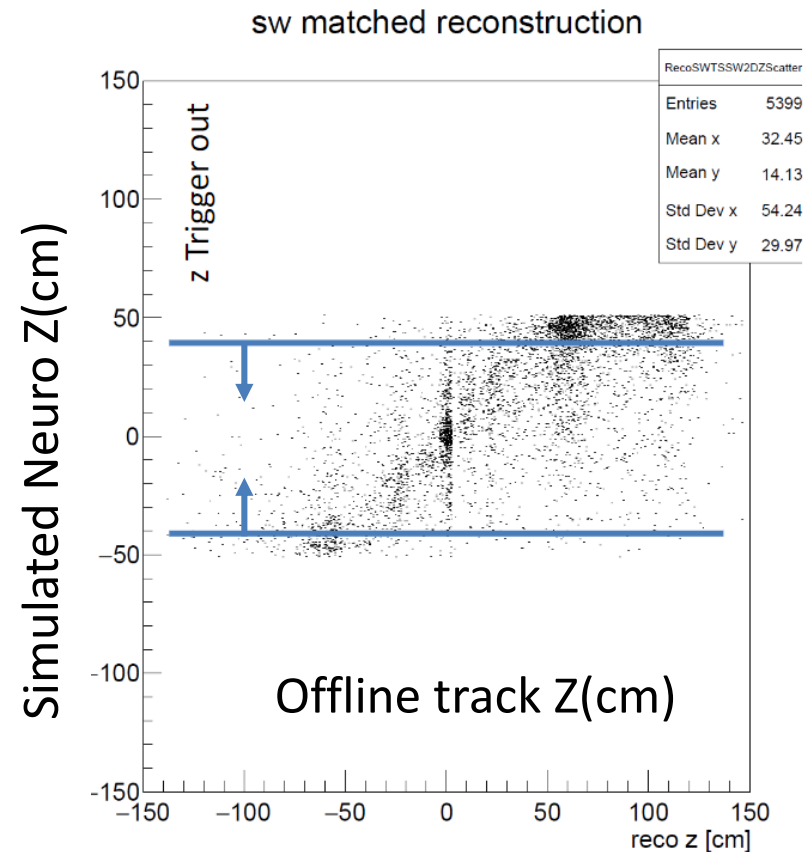 sw matched reconstruction
RecoSWTSSW2DZScatter
Entries 5399
Mean x 32.45
Mean y 14.13
Std Dev x 54.24
Std Dev y 29.97
z Trigger out
Simulated Neuro Z(cm)
150
100
50
0
−50
-100
-150
Offline track Z(cm)
−150 −100 −50 0 50 100 150
reco z [cm]